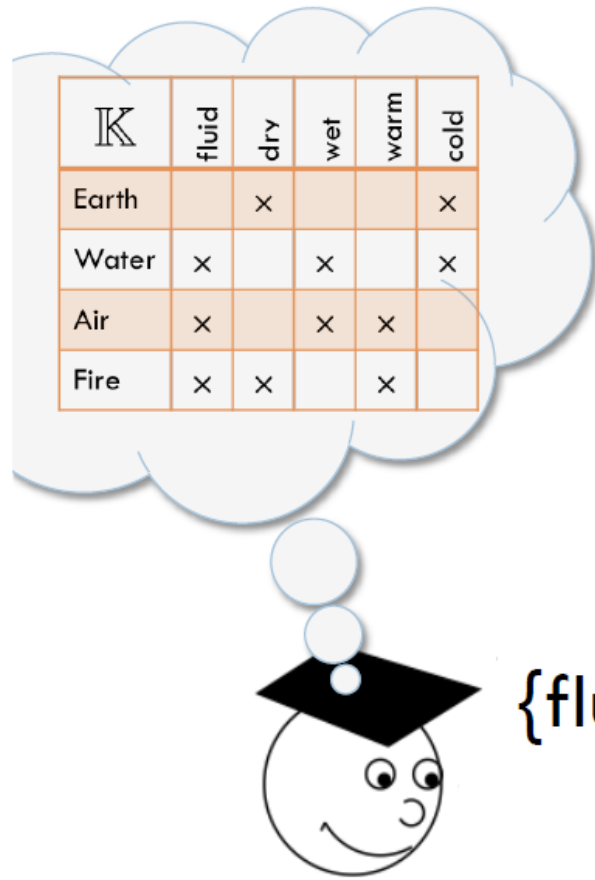 𝕂 fluid dry wet warm cold
Earth × ×
Water × × ×
Air × × ×
Fire × × ×
{flu